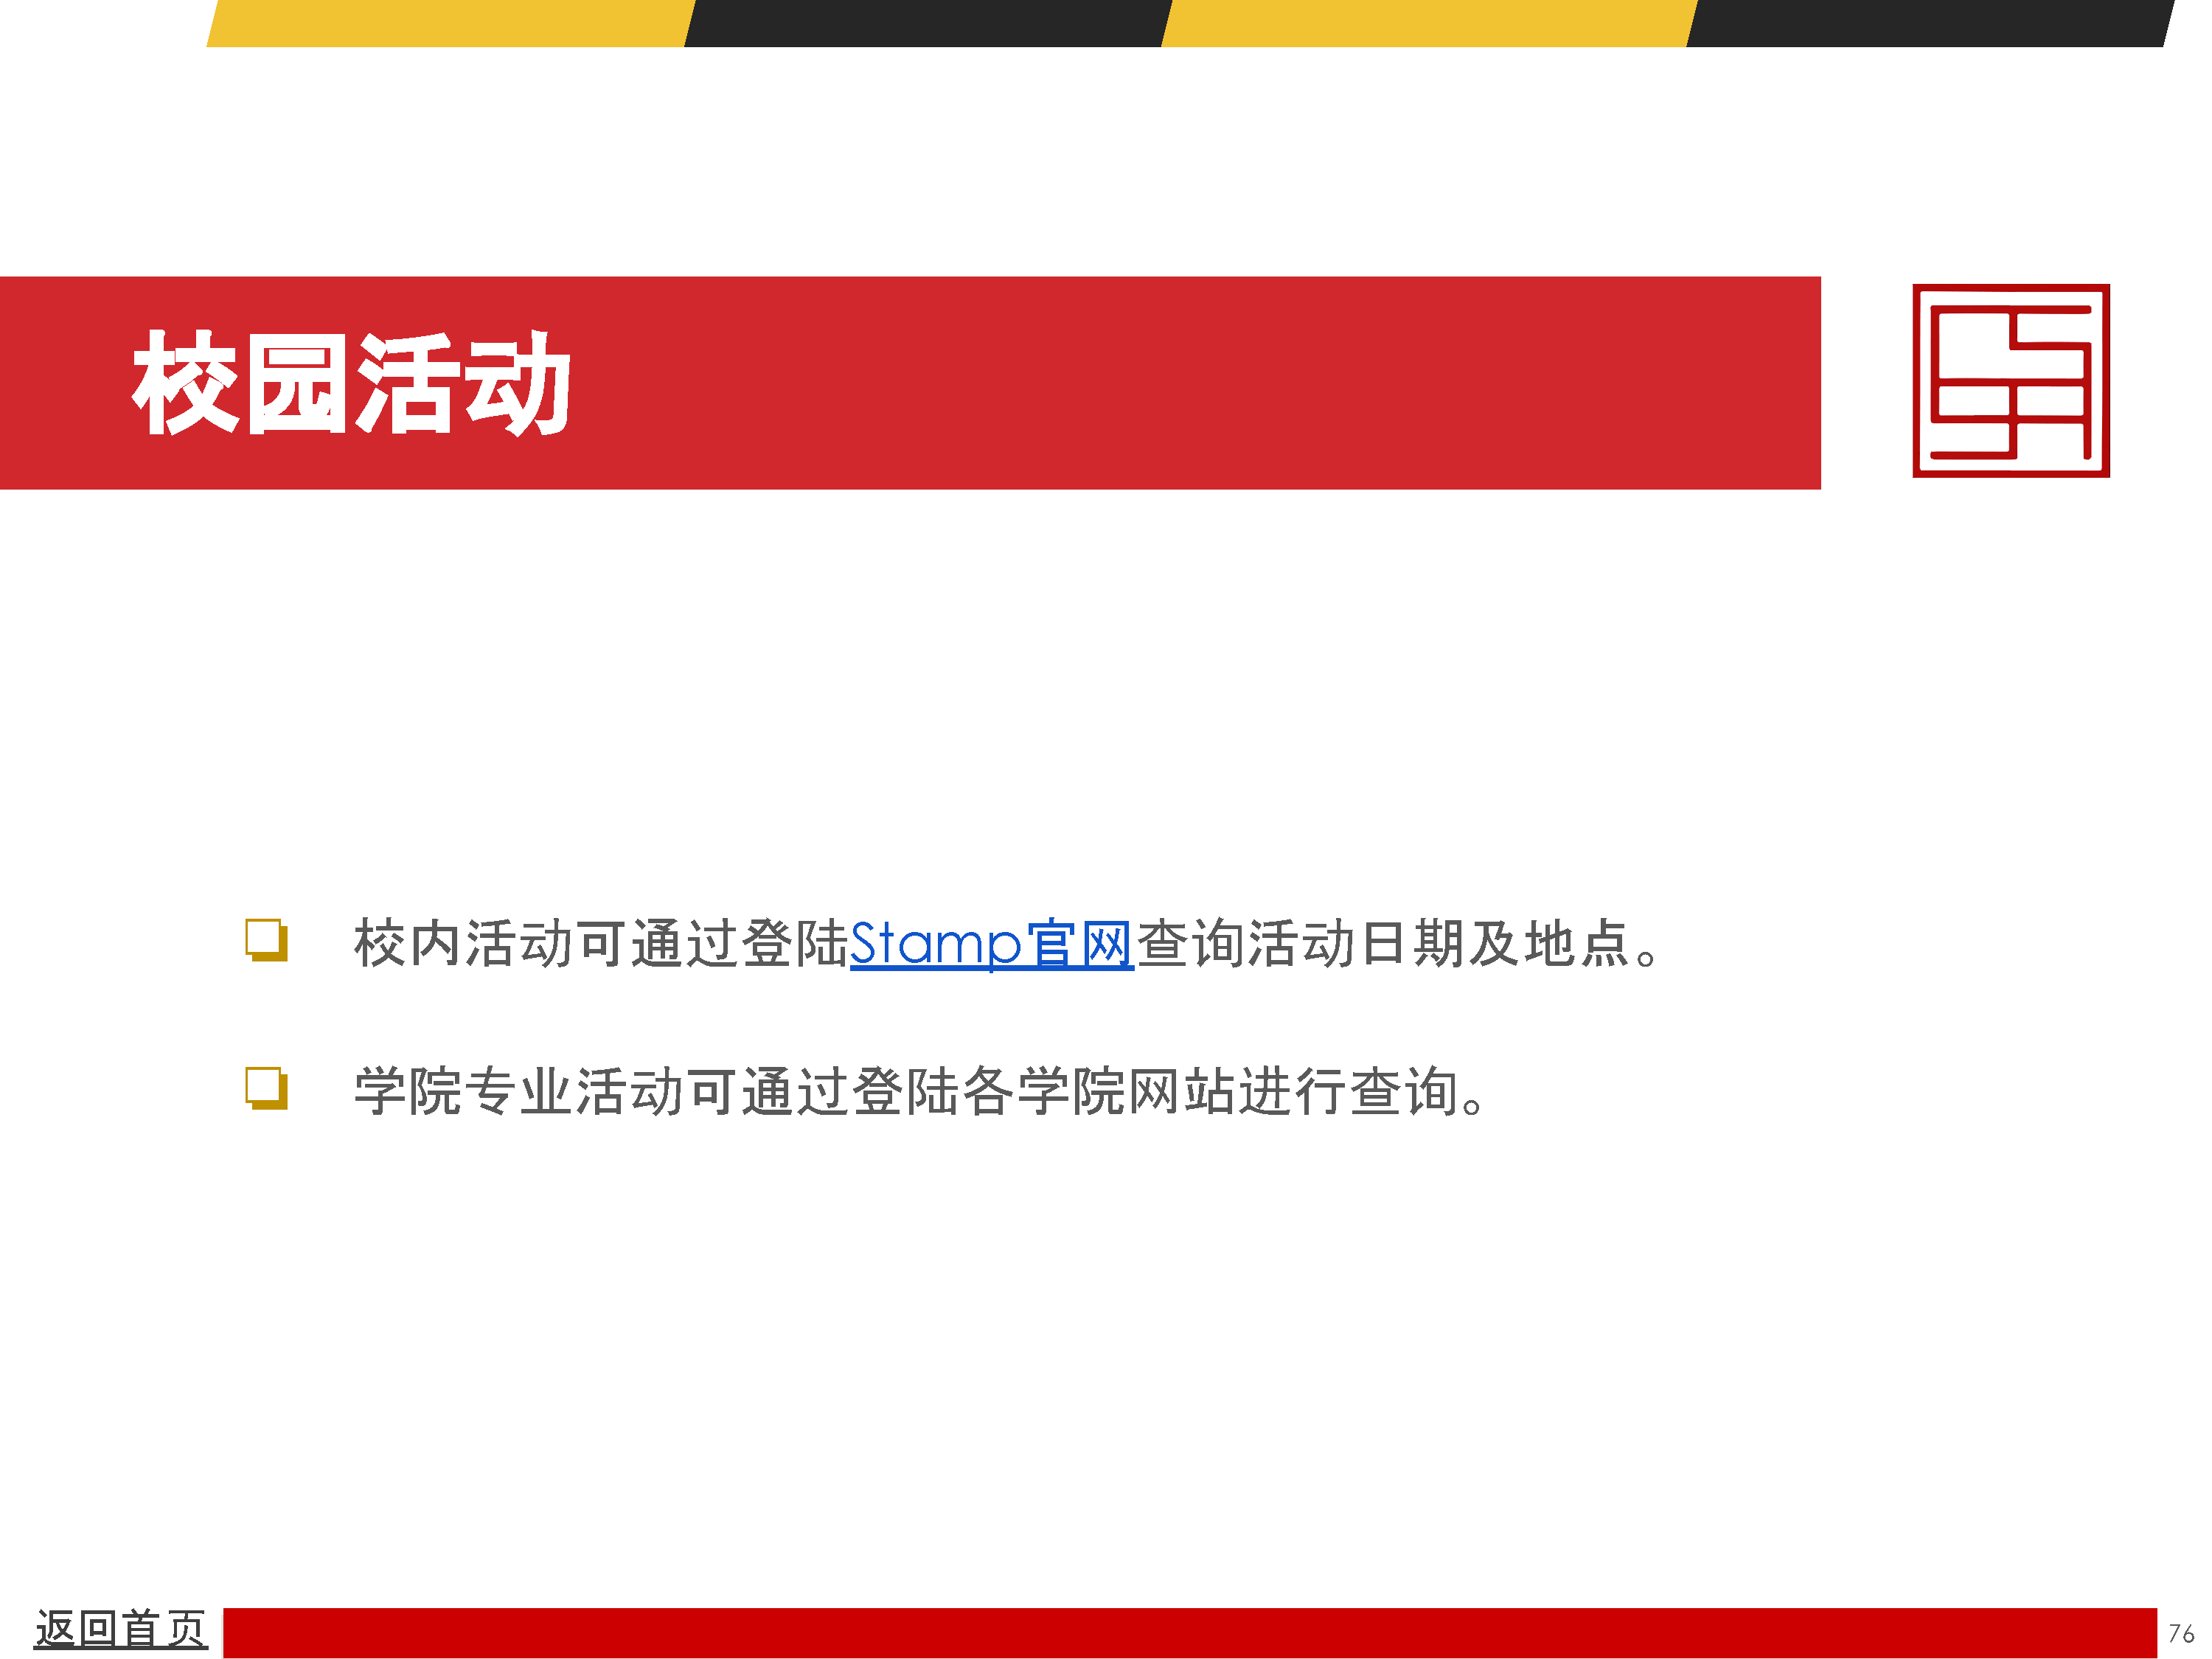 校园活动
校内活动可通过登陆Stamp官网查询活动日期及地点。
学院专业活动可通过登陆各学院网站进行查询。
返回首页
76